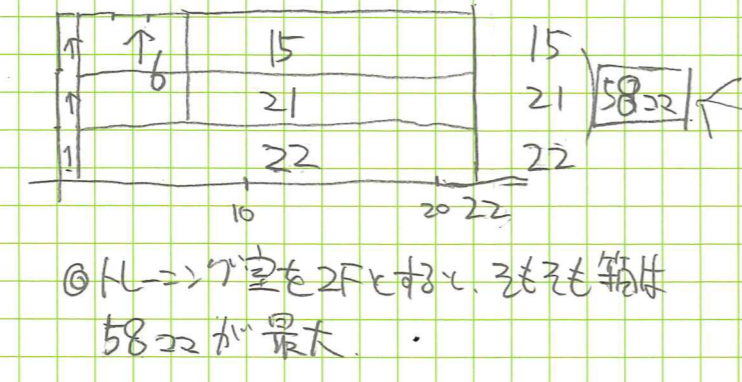 ↑ ↑6 15 15
↑ 21 21 58コマ
1 22 22
10 20 22
◎トレーニング室を2Fとすると、そもそも箱は
58コマが最大.